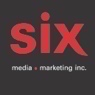 six
media + marketing inc.